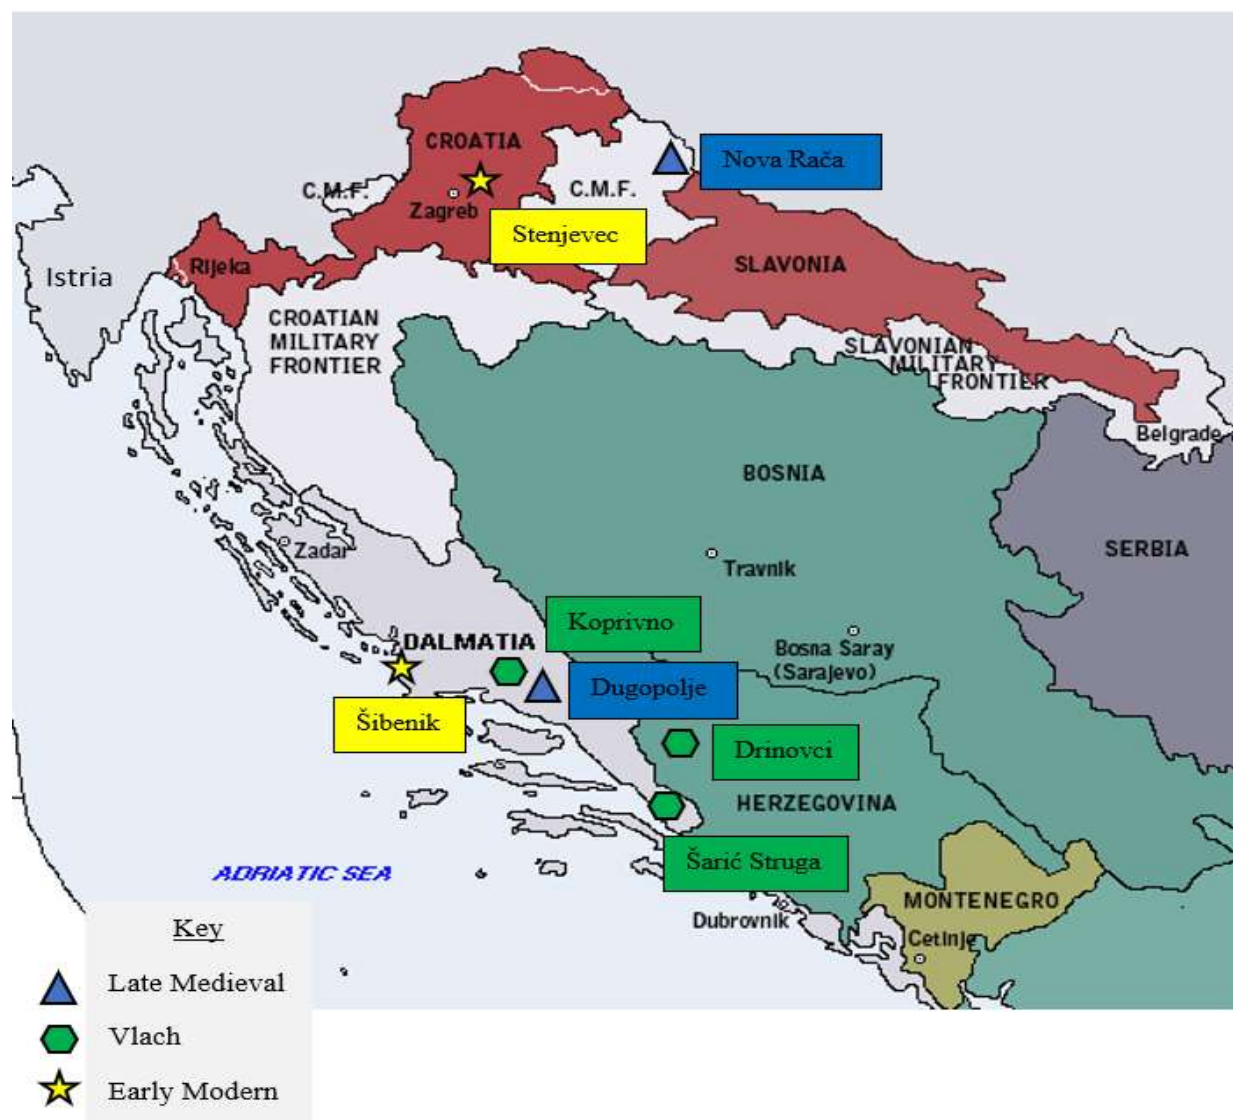 CROATIA
Nova Rača
C.M.F.
C.M.F.
Zagreb
Stenjevec
Istria
Rijeka
SLAVONIA
CROATIAN
MILITARY
FRONTIER
SLAVONIAN
MILITARY
FRONTIER
Belgrade
BOSNIA
Zadar
Travnik
SERBIA
Koprivno
DALMATIA
Bosna Saray
(Sarajevo)
Dugopolje
Šibenik
Drinovci
HERZEGOVINA
Šarić Struga
ADRIATIC SEA
MONTENEGRO
Dubrovnik
Cetinje
Key
Late Medieval
Vlach
Early Modern